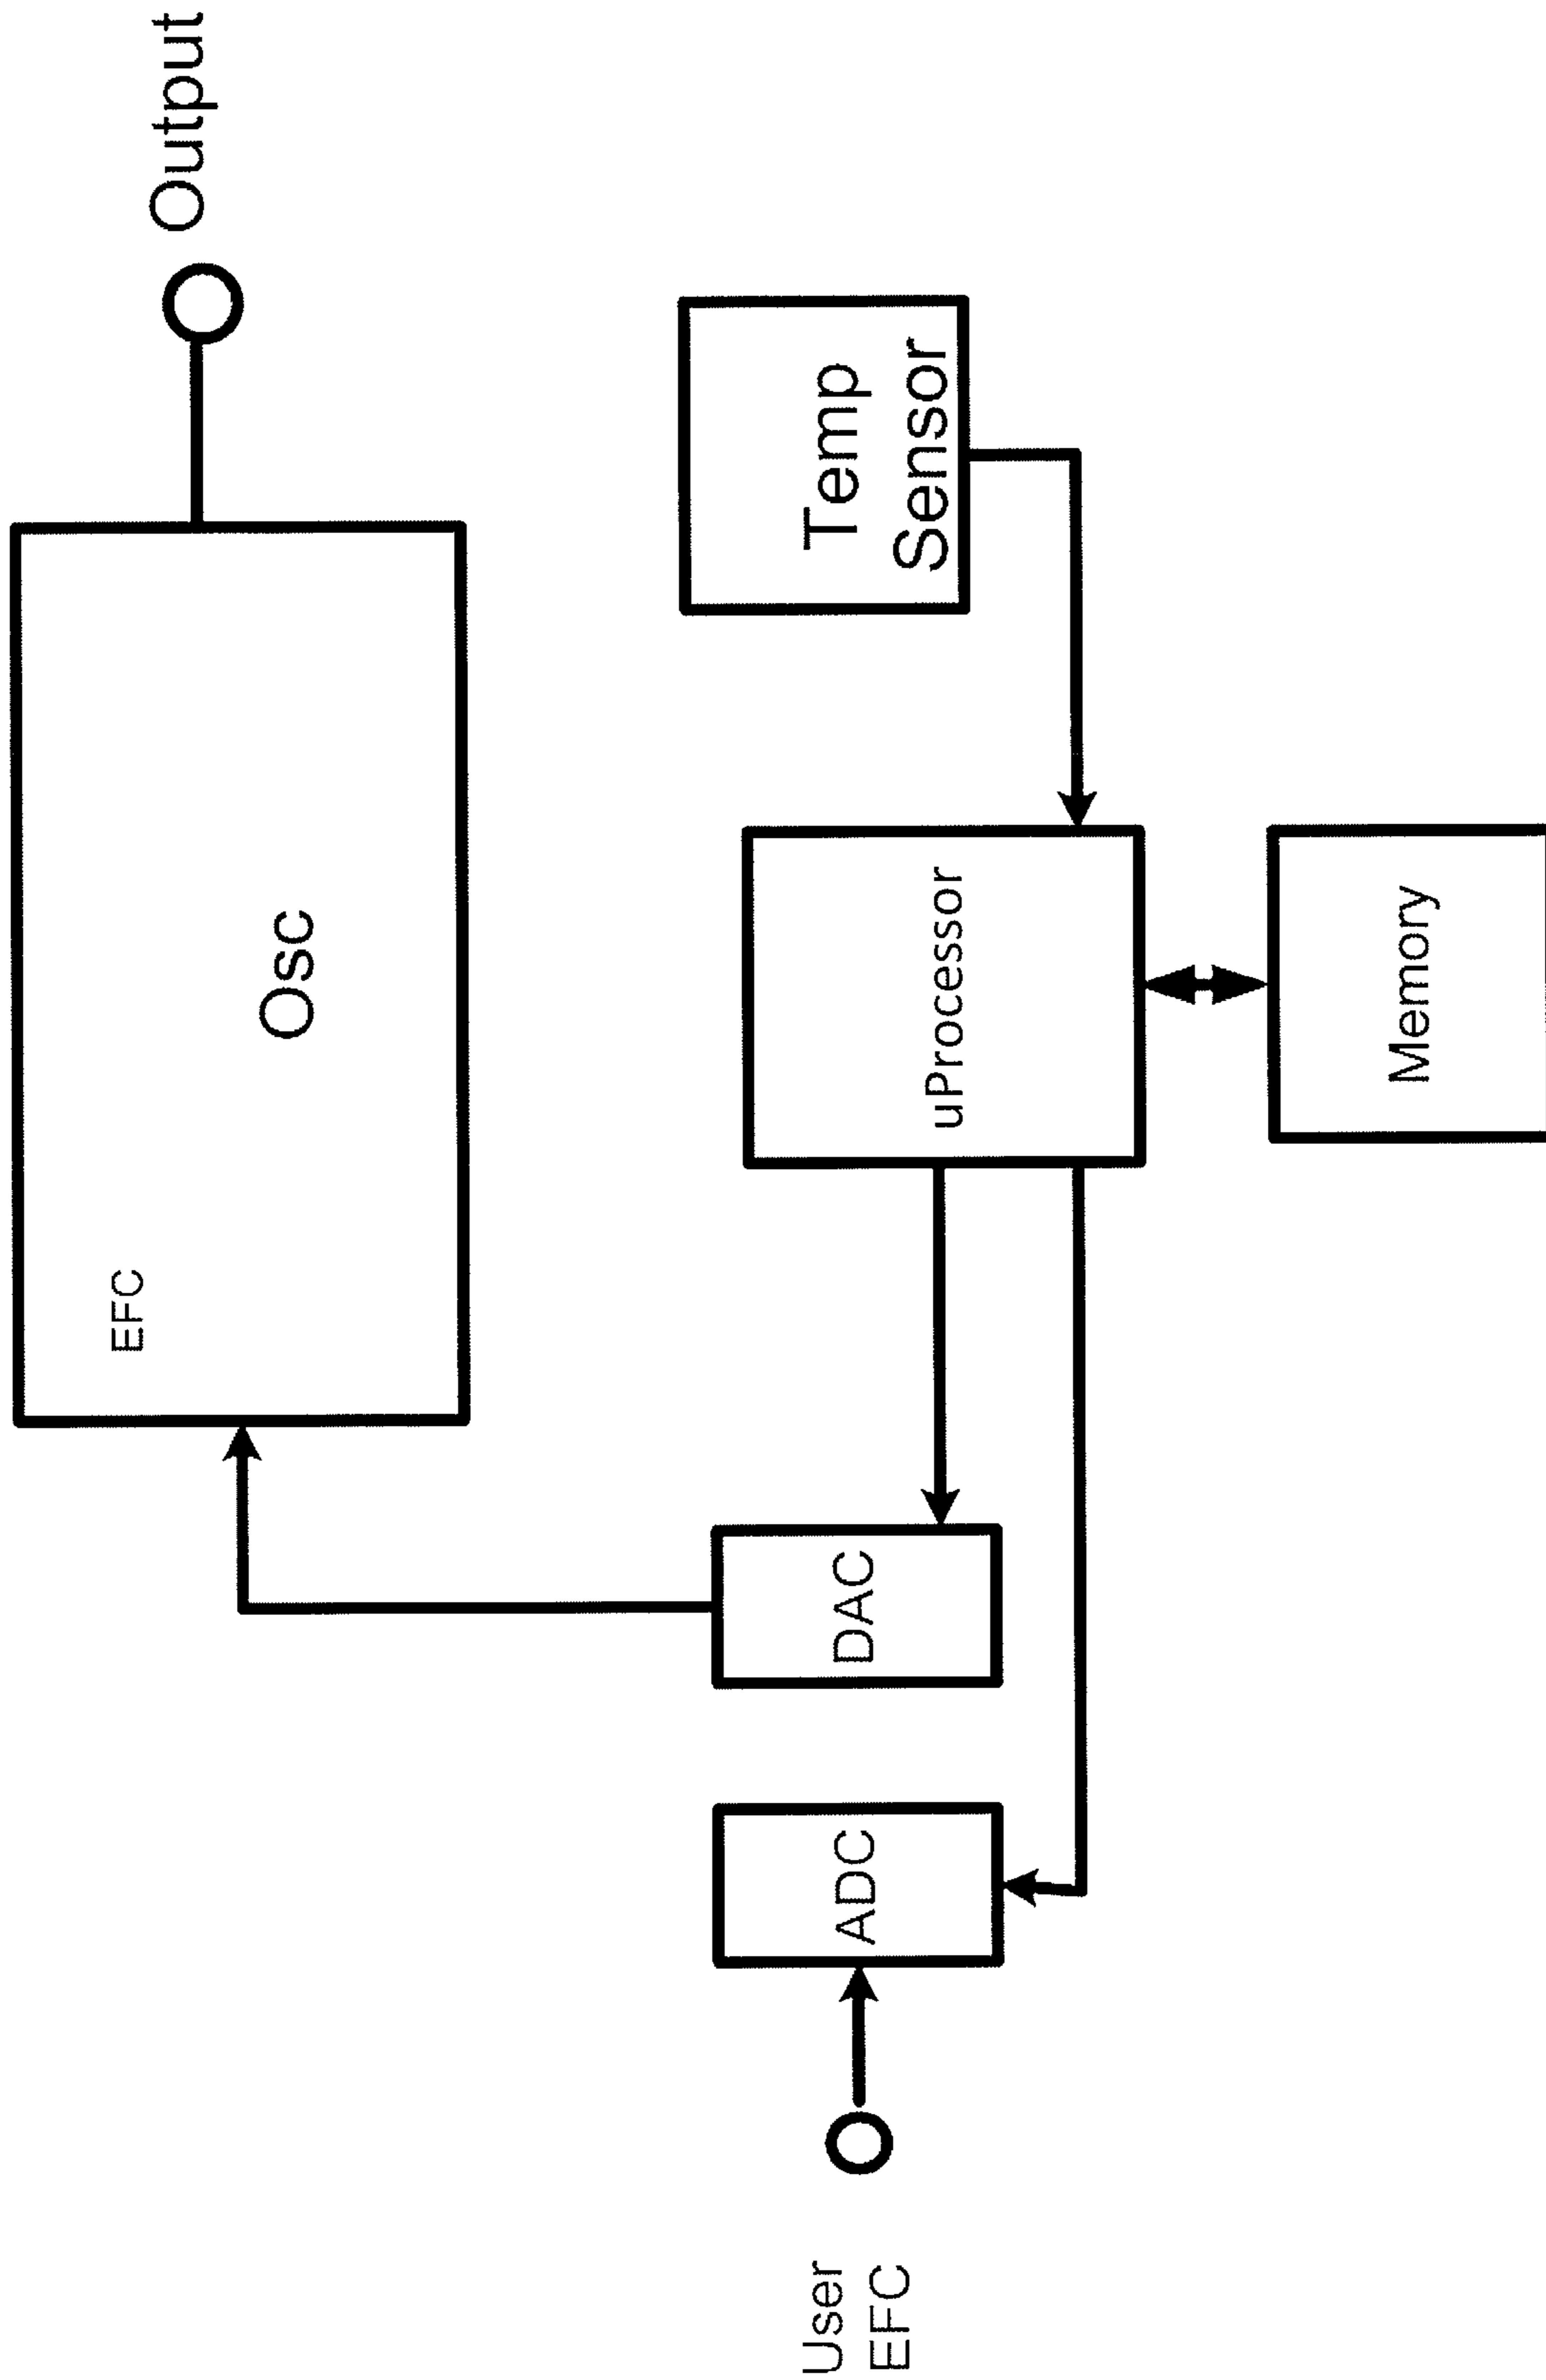 Output
Osc
EFC
Temp
Sensor
uProcessor
Memory
DAC
ADC
User
EFC